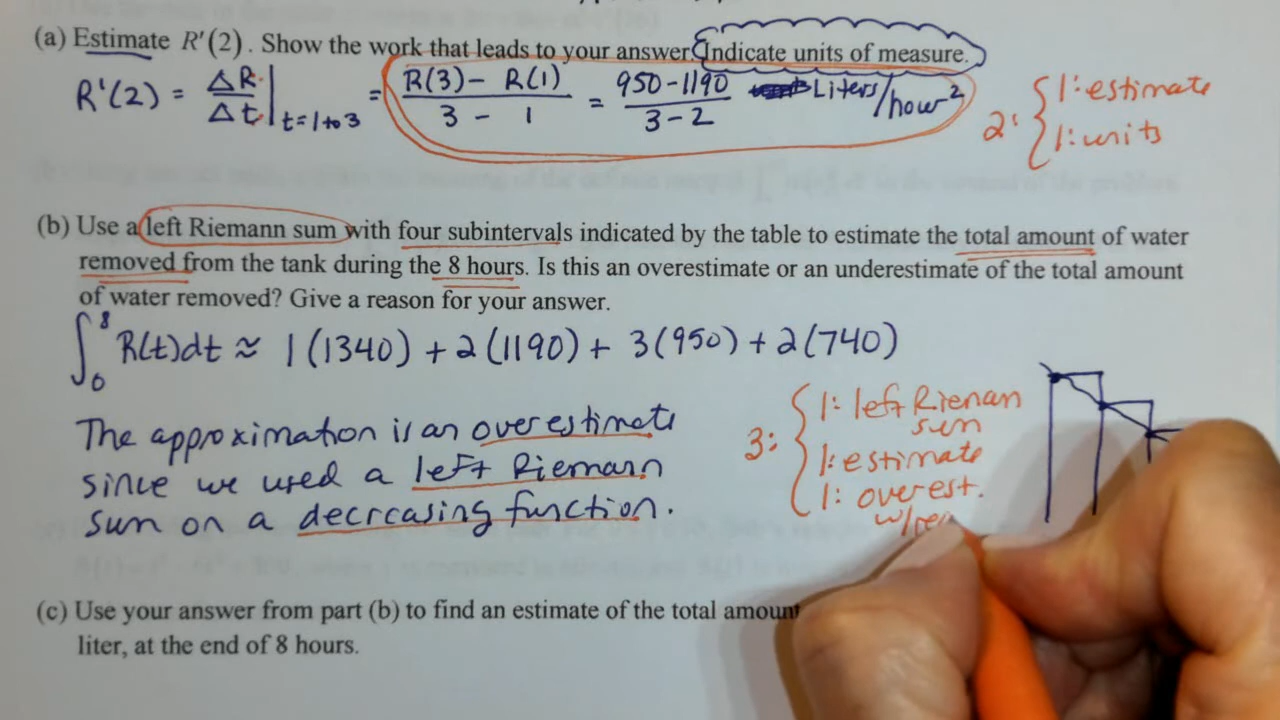 (a) Estimate R'(2). Show the work that leads to your answer. Indicate units of measure.
R'(2) = ΔR/Δt |t=1 to 3 = R(3) - R(1) / 3 - 1 = 950-1190 / 3-2 Liters/hour²
2: { 1: estimate
1: units
(b) Use a left Riemann sum with four subintervals indicated by the table to estimate the total amount of water
removed from the tank during the 8 hours. Is this an overestimate or an underestimate of the total amount
of water removed? Give a reason for your answer.
∫₀⁸ R(t)dt ≈ 1(1340) + 2(1190) + 3(950) + 2(740)
The approximation is an overestimate
since we used a left Riemann
sum on a decreasing function.
3: { 1: left Rieman
sum
1: estimate
1: overest.
(c) Use your answer from part (b) to find an estimate of the total amount
liter, at the end of 8 hours.